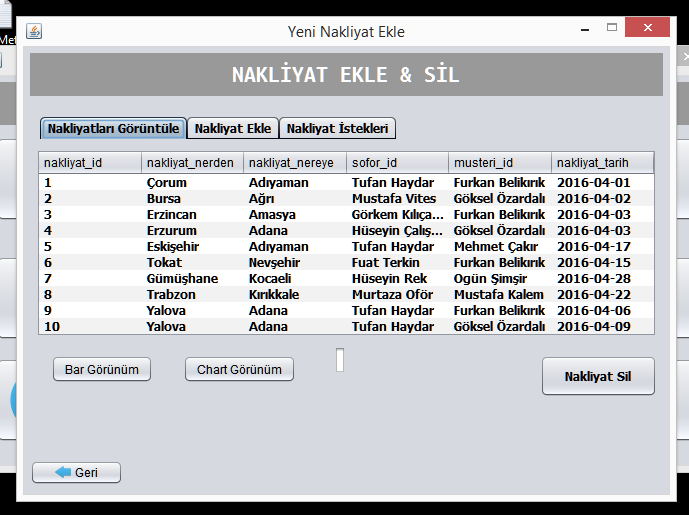 Met
Yeni Nakliyat Ekle
NAKLİYAT EKLE & SİL
Nakliyatları Görüntüle Nakliyat Ekle Nakliyat İstekleri
nakliyat_id nakliyat_nerden nakliyat_nereye sofor_id musteri_id nakliyat_tarih
1 Çorum Adıyaman Tufan Haydar Furkan Belikırık 2016-04-01
2 Bursa Ağrı Mustafa Vites Göksel Özardalı 2016-04-02
3 Erzincan Amasya Görkem Kılıça... Furkan Belikırık 2016-04-03
4 Erzurum Adana Hüseyin Çalış... Göksel Özardalı 2016-04-03
5 Eskişehir Adıyaman Tufan Haydar Mehmet Çakır 2016-04-17
6 Tokat Nevşehir Fuat Terkin Furkan Belikırık 2016-04-15
7 Gümüşhane Kocaeli Hüseyin Rek Ogün Şimşir 2016-04-28
8 Trabzon Kırıkkale Murtaza Oför Mustafa Kalem 2016-04-22
9 Yalova Adana Tufan Haydar Furkan Belikırık 2016-04-06
10 Yalova Adana Tufan Haydar Göksel Özardalı 2016-04-09
Bar Görünüm Chart Görünüm Nakliyat Sil
Geri